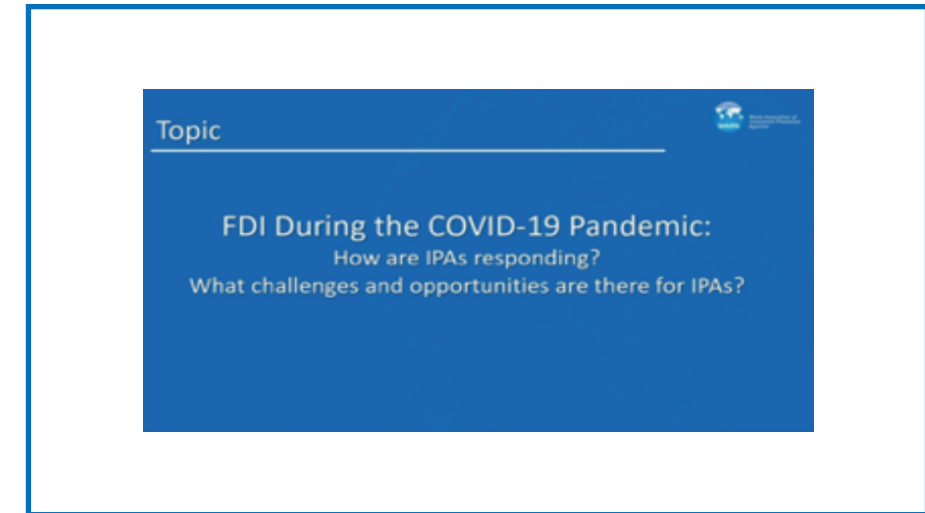 Topic
FDI During the COVID-19 Pandemic:
How are IPAs responding?
What challenges and opportunities are there for IPAs?